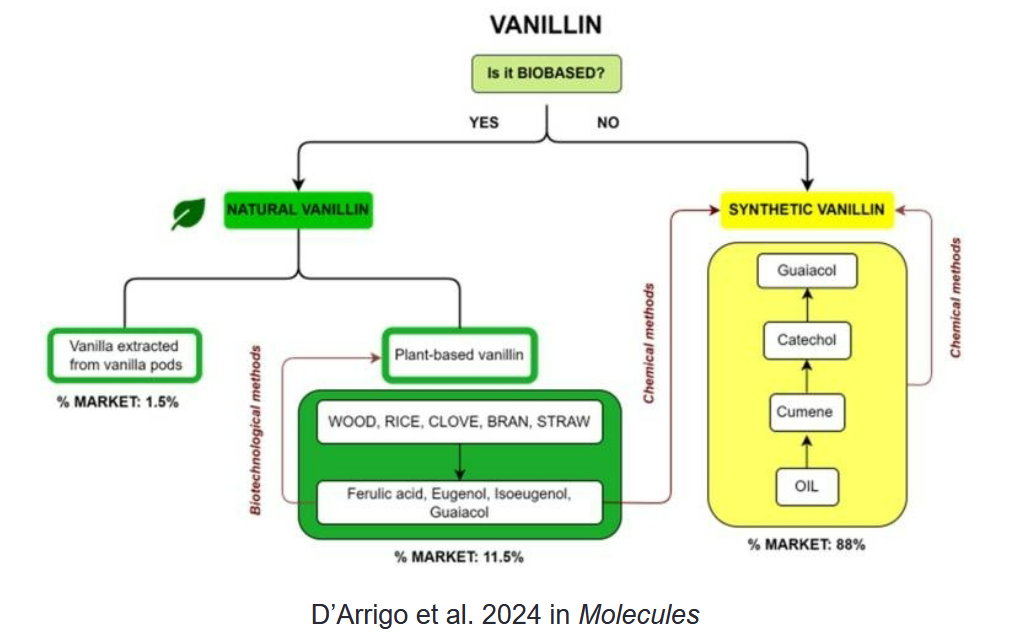 VANILLIN
Is it BIOBASED?
YES
NO
NATURAL VANILLIN
SYNTHETIC VANILLIN
Vanilla extracted
from vanilla pods
% MARKET: 1.5%
Biotechnological methods
Plant-based vanillin
WOOD, RICE, CLOVE, BRAN, STRAW
Ferulic acid, Eugenol, Isoeugenol,
Guaiacol
% MARKET: 11.5%
Chemical methods
Guaiacol
Catechol
Cumene
OIL
% MARKET: 88%
Chemical methods
D’Arrigo et al. 2024 in Molecules